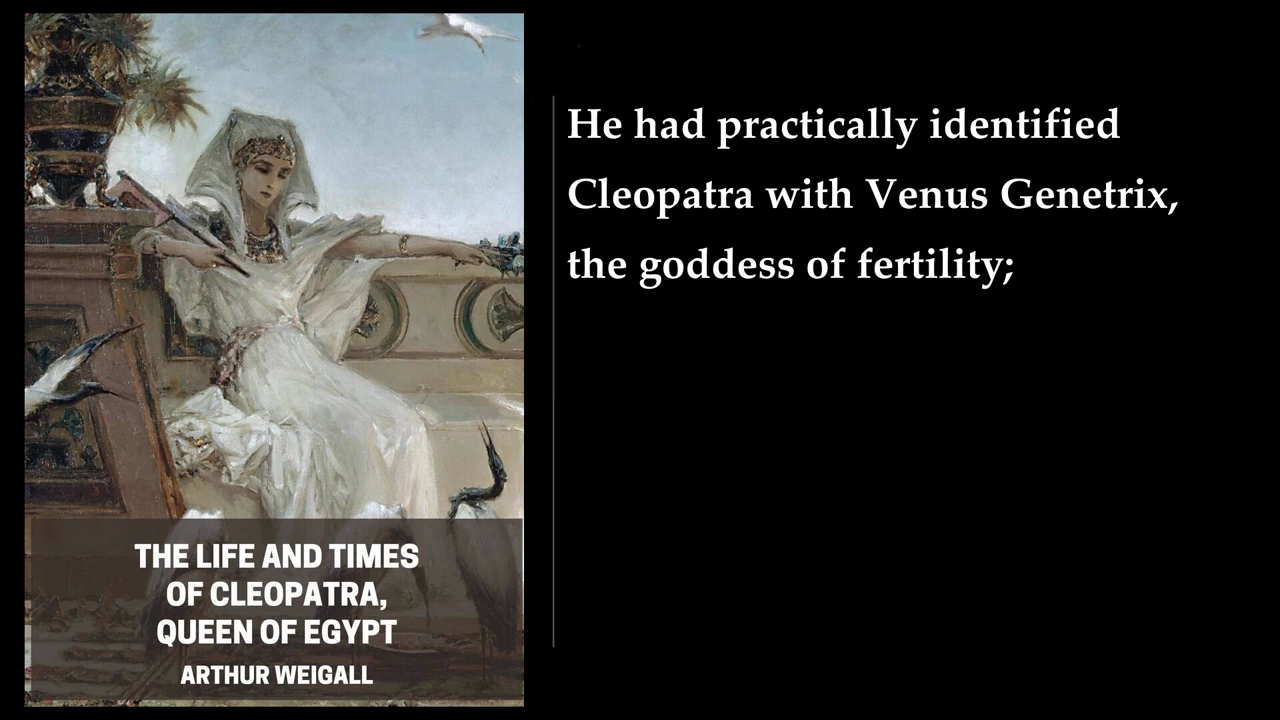 He had practically identified
Cleopatra with Venus Genetrix,
the goddess of fertility;
THE LIFE AND TIMES
OF CLEOPATRA,
QUEEN OF EGYPT
ARTHUR WEIGALL